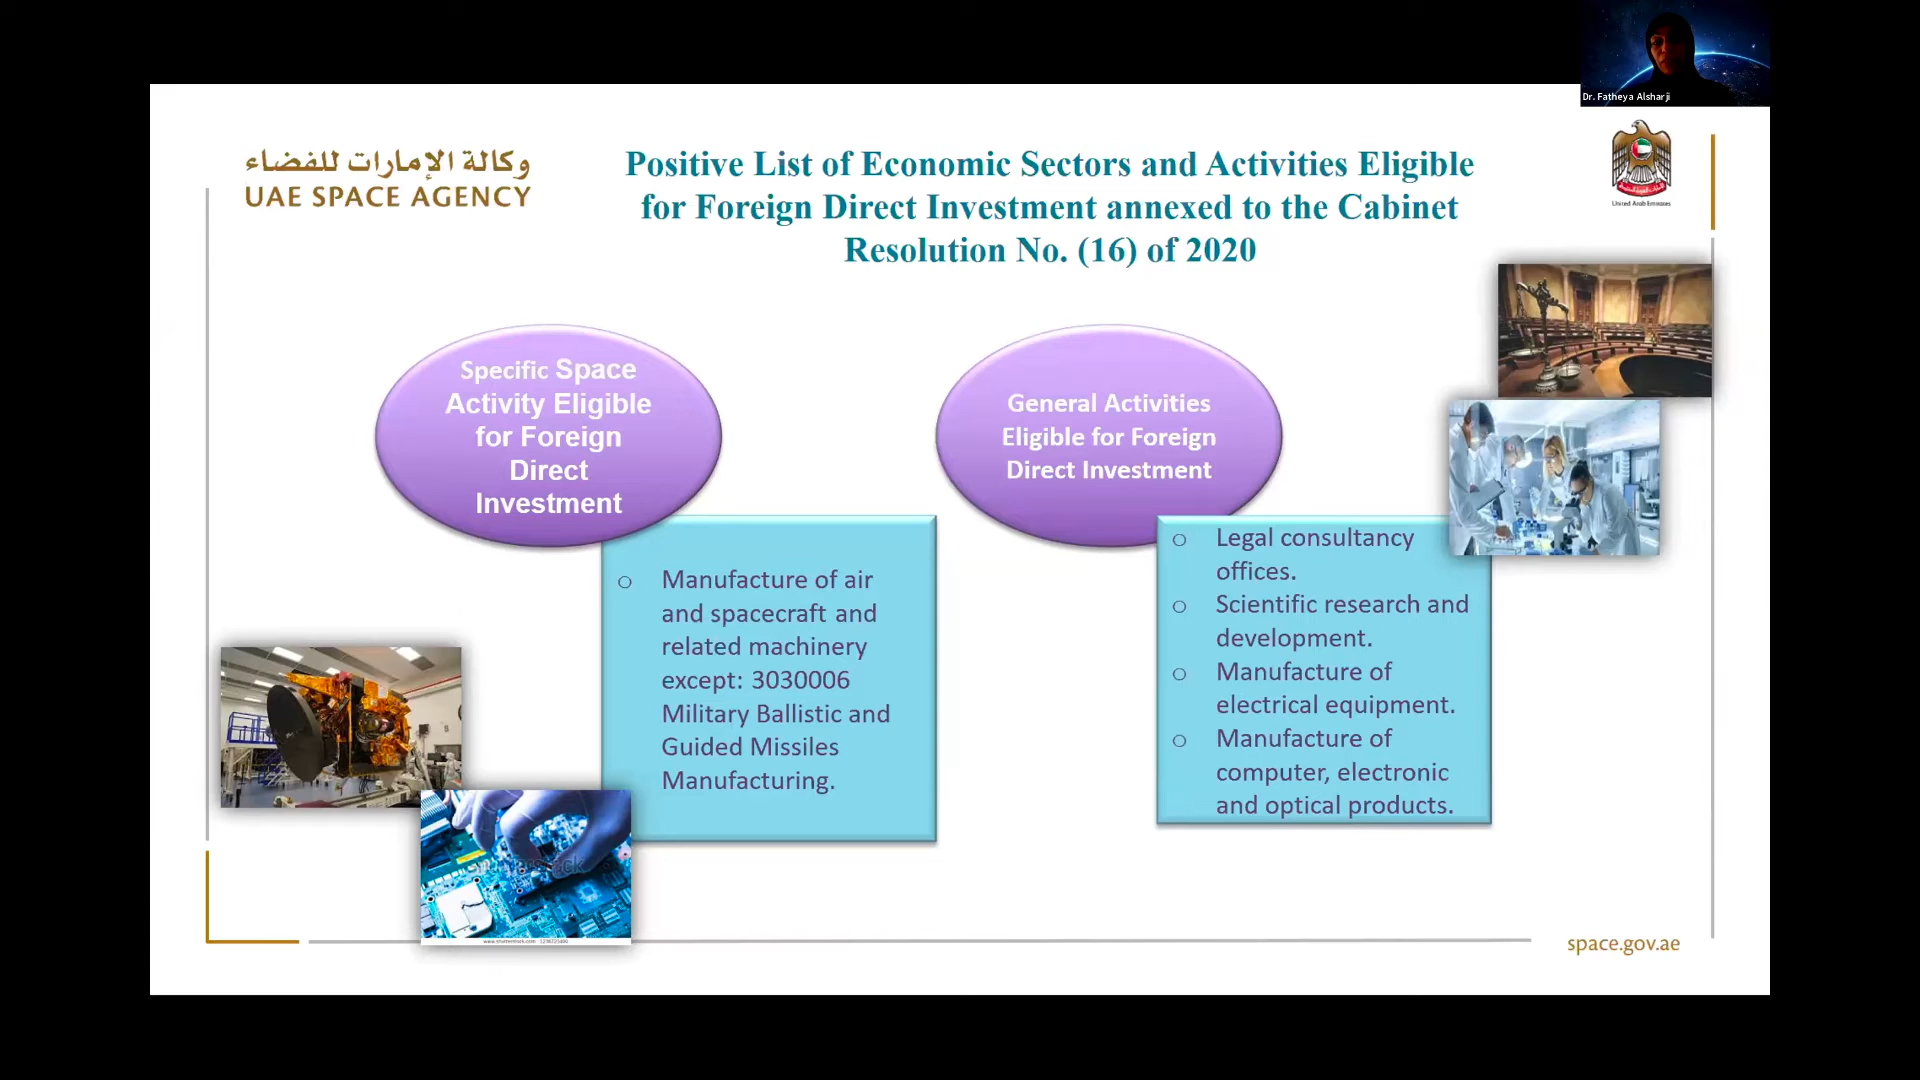 Dr. Fatheya Alsharji
وكالة الإمارات للفضاء
UAE SPACE AGENCY
Positive List of Economic Sectors and Activities Eligible
for Foreign Direct Investment annexed to the Cabinet
Resolution No. (16) of 2020
United Arab Emirates
Specific Space
Activity Eligible
for Foreign
Direct
Investment
o Manufacture of air
and spacecraft and
related machinery
except: 3030006
Military Ballistic and
Guided Missiles
Manufacturing.
General Activities
Eligible for Foreign
Direct Investment
o Legal consultancy
offices.
o Scientific research and
development.
o Manufacture of
electrical equipment.
o Manufacture of
computer, electronic
and optical products.
shutterstock
space.gov.ae